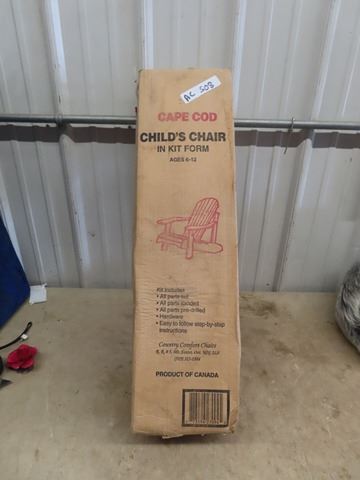 AC 508
CAPE COD
CHILD'S CHAIR
IN KIT FORM
AGES 6-12
Kit includes
• All parts cut
• All parts sanded
• All parts pre-drilled
• Hardware
• Easy to follow step-by-step
instructions
Country Comfort Chairs
PRODUCT OF CANADA